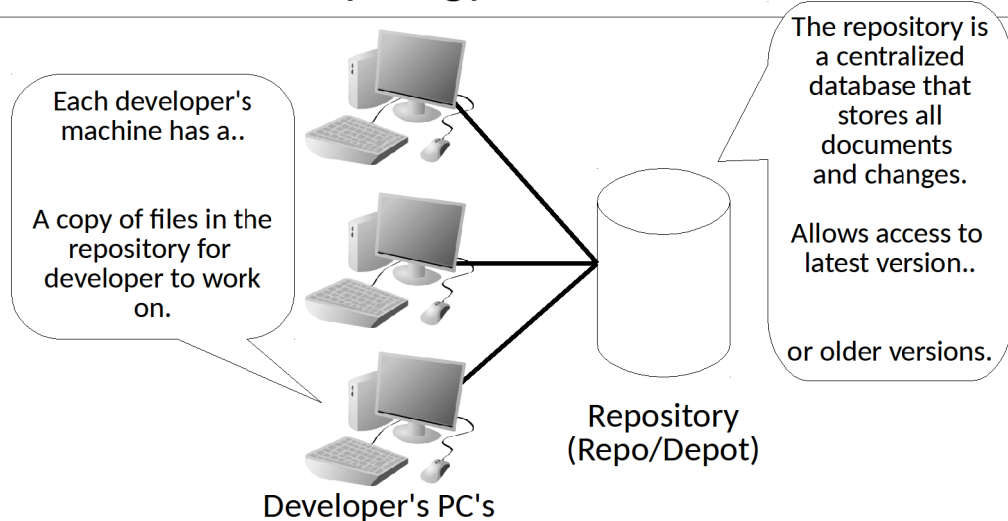 Each developer's
machine has a..
A copy of files in the
repository for
developer to work
on.
The repository is
a centralized
database that
stores all
documents
and changes.
Allows access to
latest version..
or older versions.
Repository
(Repo/Depot)
Developer's PC's